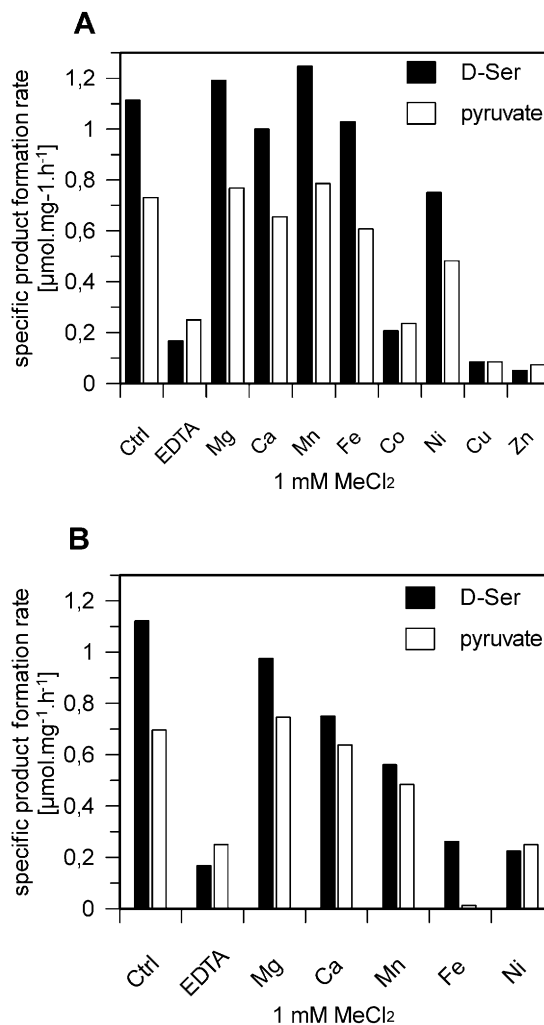 A
specific product formation rate
[µmol.mg-1.h-1]
1,2
1
0,8
0,6
0,4
0,2
0
D-Ser
pyruvate
Ctrl EDTA Mg Ca Mn Fe Co Ni Cu Zn
1 mM MeCl2
B
specific product formation rate
[µmol.mg-1.h-1]
1,2
1
0,8
0,6
0,4
0,2
0
D-Ser
pyruvate
Ctrl EDTA Mg Ca Mn Fe Ni
1 mM MeCl2